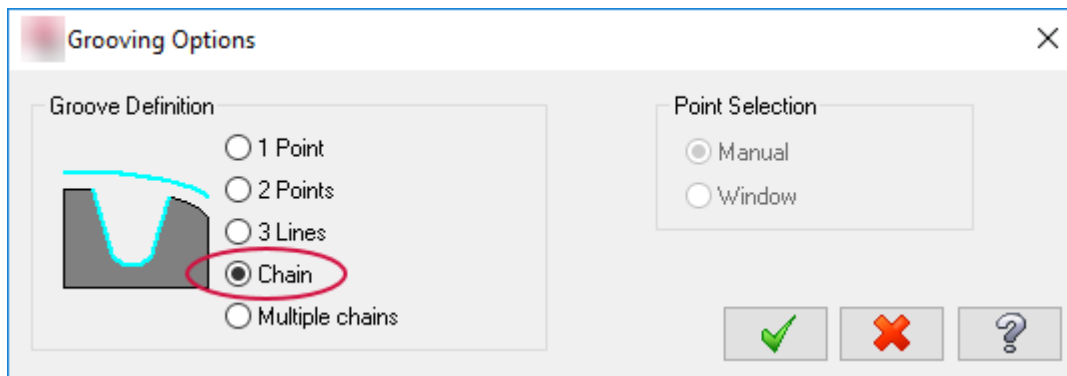 Grooving Options
Groove Definition
1 Point
2 Points
3 Lines
Chain
Multiple chains
Point Selection
Manual
Window